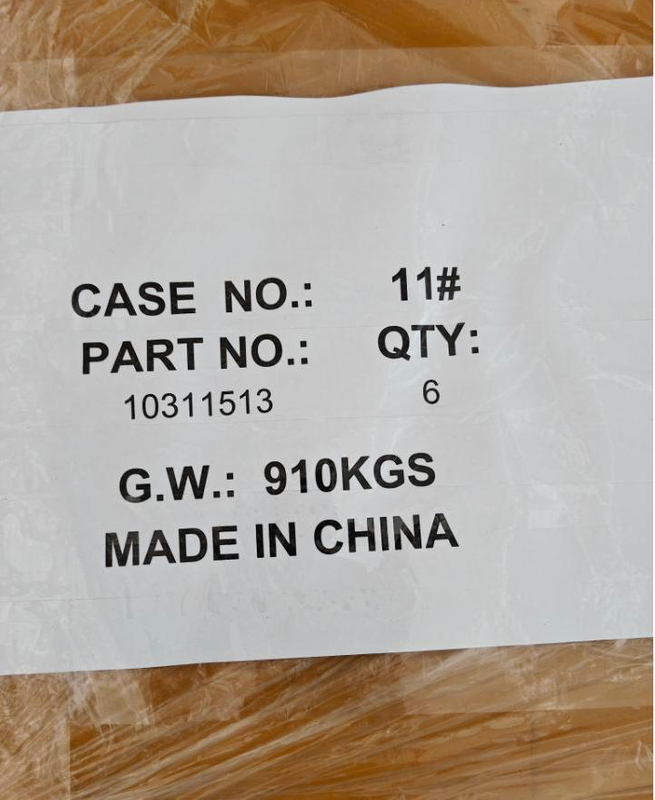 CASE NO.: 11#
PART NO.: QTY:
10311513 6
G.W.: 910KGS
MADE IN CHINA